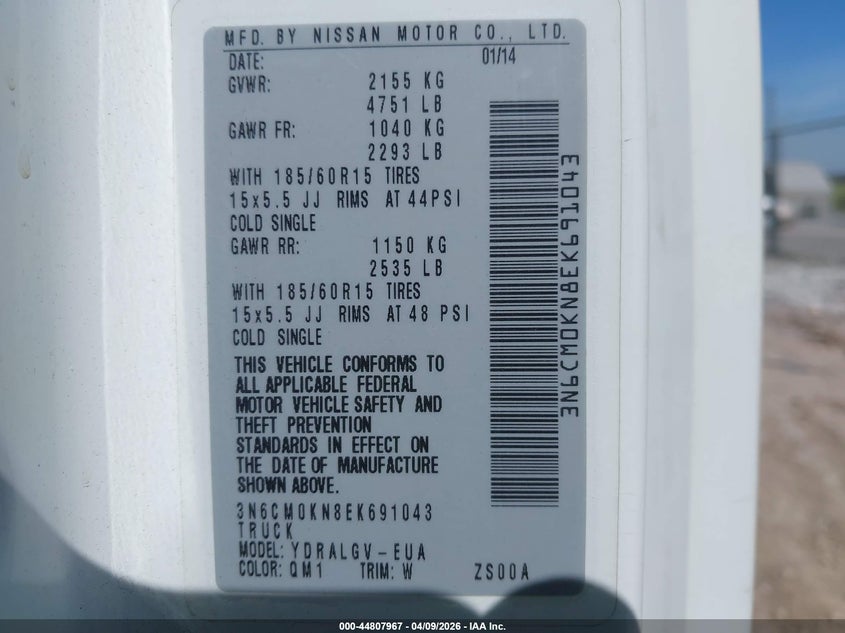 MFD. BY NISSAN MOTOR CO., LTD.
DATE: 01/14
GVWR: 2155 KG
4751 LB
GAWR FR: 1040 KG
2293 LB
WITH 185/60R15 TIRES
15x5.5 JJ RIMS AT 44PSI
COLD SINGLE
GAWR RR: 1150 KG
2535 LB
WITH 185/60R15 TIRES
15x5.5 JJ RIMS AT 48 PSI
COLD SINGLE
THIS VEHICLE CONFORMS TO
ALL APPLICABLE FEDERAL
MOTOR VEHICLE SAFETY AND
THEFT PREVENTION
STANDARDS IN EFFECT ON
THE DATE OF MANUFACTURE
SHOWN ABOVE.
3N6CM0KN8EK691043
TRUCK
MODEL: YDRALGV-EUA
COLOR: QM1 TRIM: W ZS00A
3N6CM0KN8EK691043
000-44807967 - 04/09/2026 - IAA Inc.